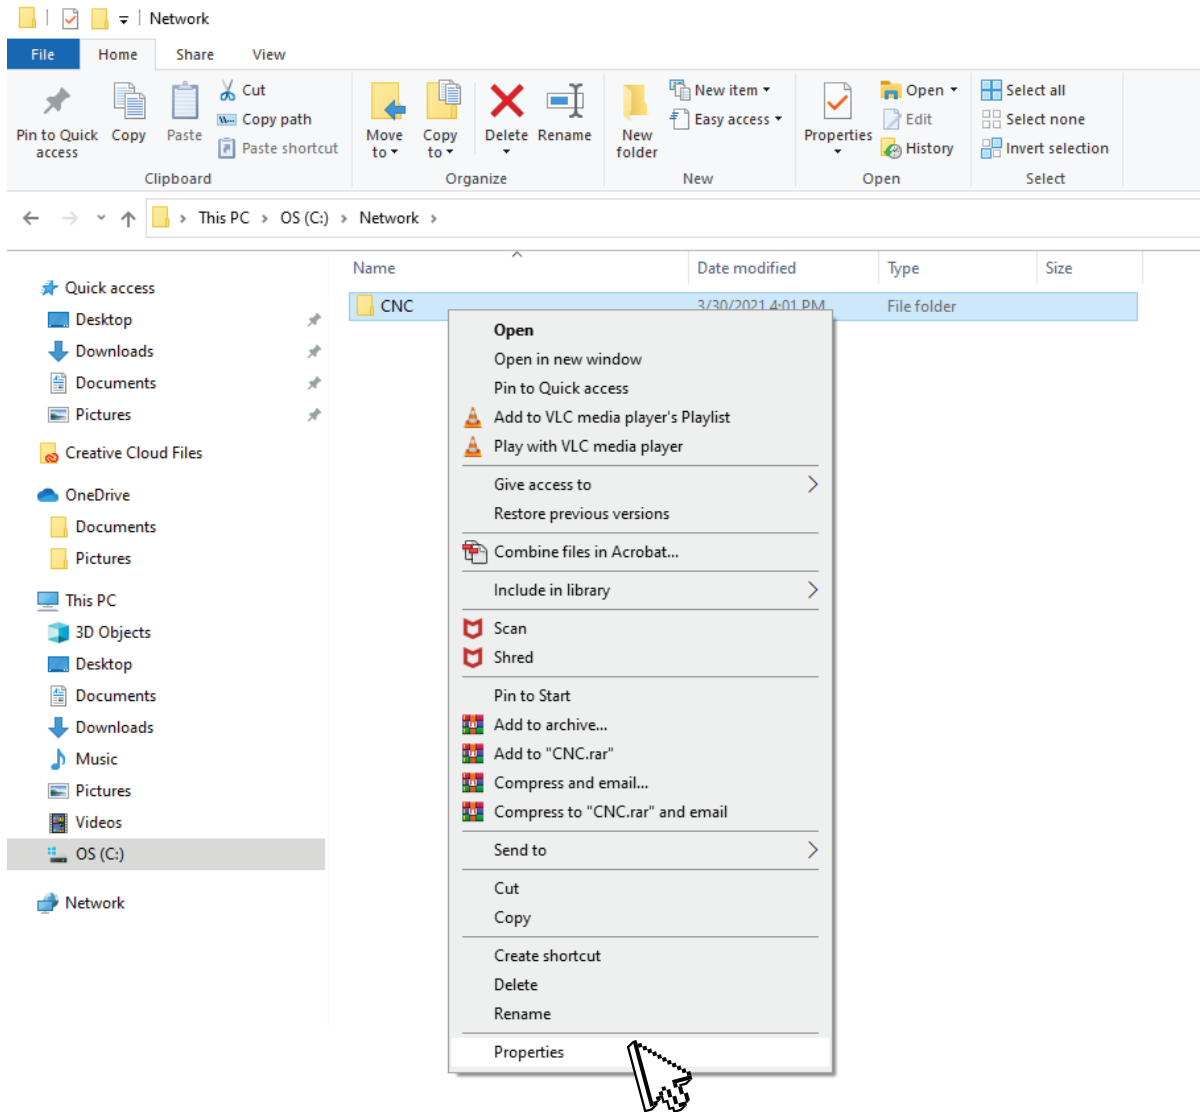 Network
File Home Share View
Pin to Quick access
Copy
Paste
Cut
Copy path
Paste shortcut
Clipboard
Move to
Copy to
Delete
Rename
Organize
New folder
New item
Easy access
New
Properties
Open
Edit
History
Open
Select all
Select none
Invert selection
Select
This PC > OS (C:) > Network >
Name Date modified Type Size
CNC 3/30/2021 4:01 PM File folder
Quick access
Desktop
Downloads
Documents
Pictures
Creative Cloud Files
OneDrive
Documents
Pictures
This PC
3D Objects
Desktop
Documents
Downloads
Music
Pictures
Videos
OS (C:)
Network
Open
Open in new window
Pin to Quick access
Add to VLC media player's Playlist
Play with VLC media player
Give access to
Restore previous versions
Combine files in Acrobat...
Include in library
Scan
Shred
Pin to Start
Add to archive...
Add to "CNC.rar"
Compress and email...
Compress to "CNC.rar" and email
Send to
Cut
Copy
Create shortcut
Delete
Rename
Properties